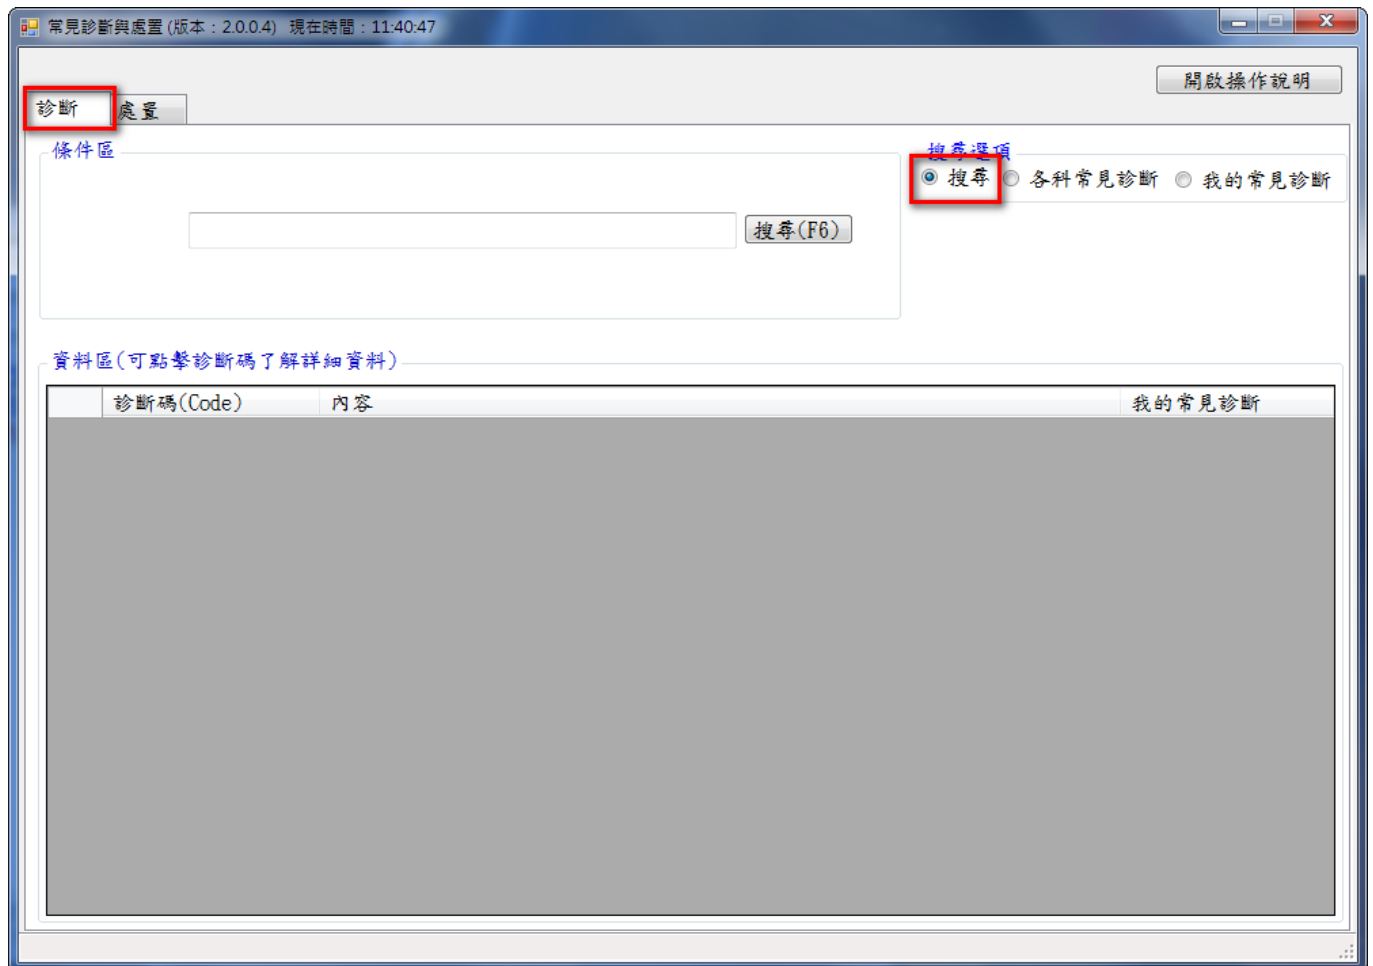 常見診斷與處置 (版本：2.0.0.4) 現在時間：11:40:47
開啟操作說明
診斷 處置
條件區
搜尋選項
搜尋 各科常見診斷 我的常見診斷
搜尋(F6)
資料區(可點擊診斷碼了解詳細資料)
診斷碼(Code) 內容 我的常見診斷